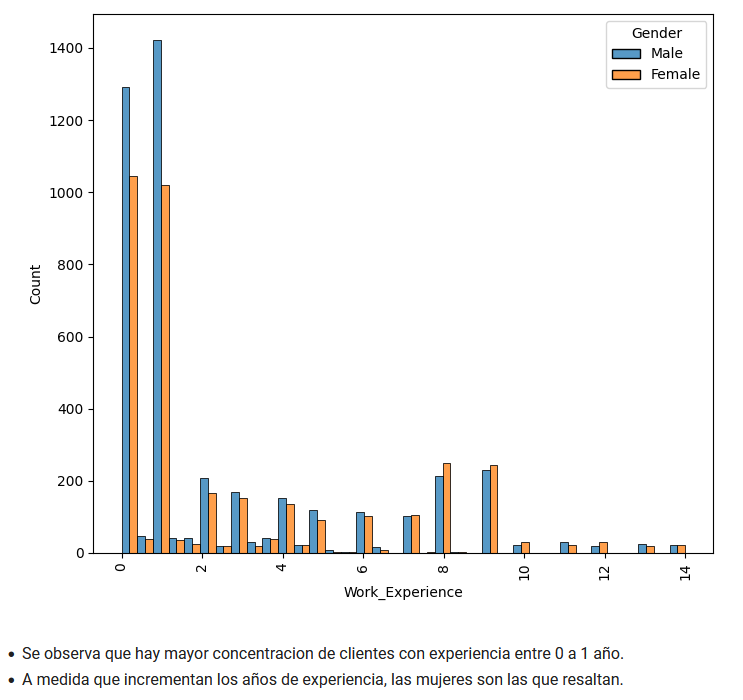 Gender
Male
Female
1400
1200
1000
800
600
400
200
0
Count
0 2 4 6 8 10 12 14
Work_Experience
• Se observa que hay mayor concentracion de clientes con experiencia entre 0 a 1 año.
• A medida que incrementan los años de experiencia, las mujeres son las que resaltan.